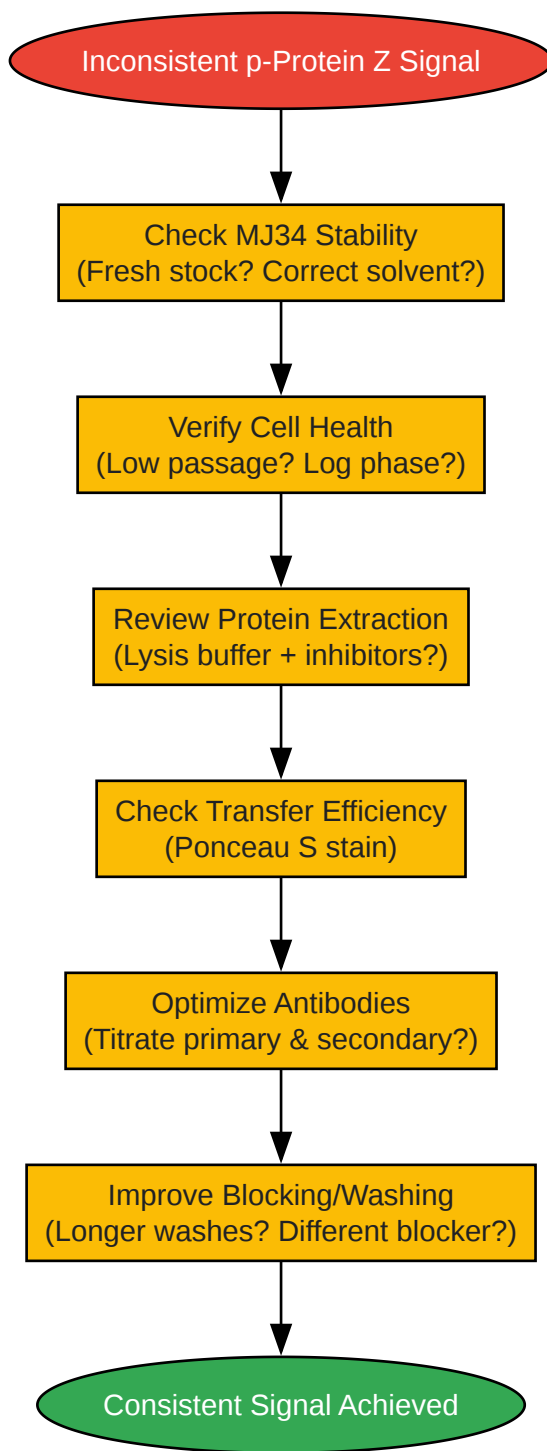 Inconsistent p-Protein Z Signal
Check MJ34 Stability
(Fresh stock? Correct solvent?)
Verify Cell Health
(Low passage? Log phase?)
Review Protein Extraction
(Lysis buffer + inhibitors?)
Check Transfer Efficiency
(Ponceau S stain)
Optimize Antibodies
(Titrate primary & secondary?)
Improve Blocking/Washing
(Longer washes? Different blocker?)
Consistent Signal Achieved